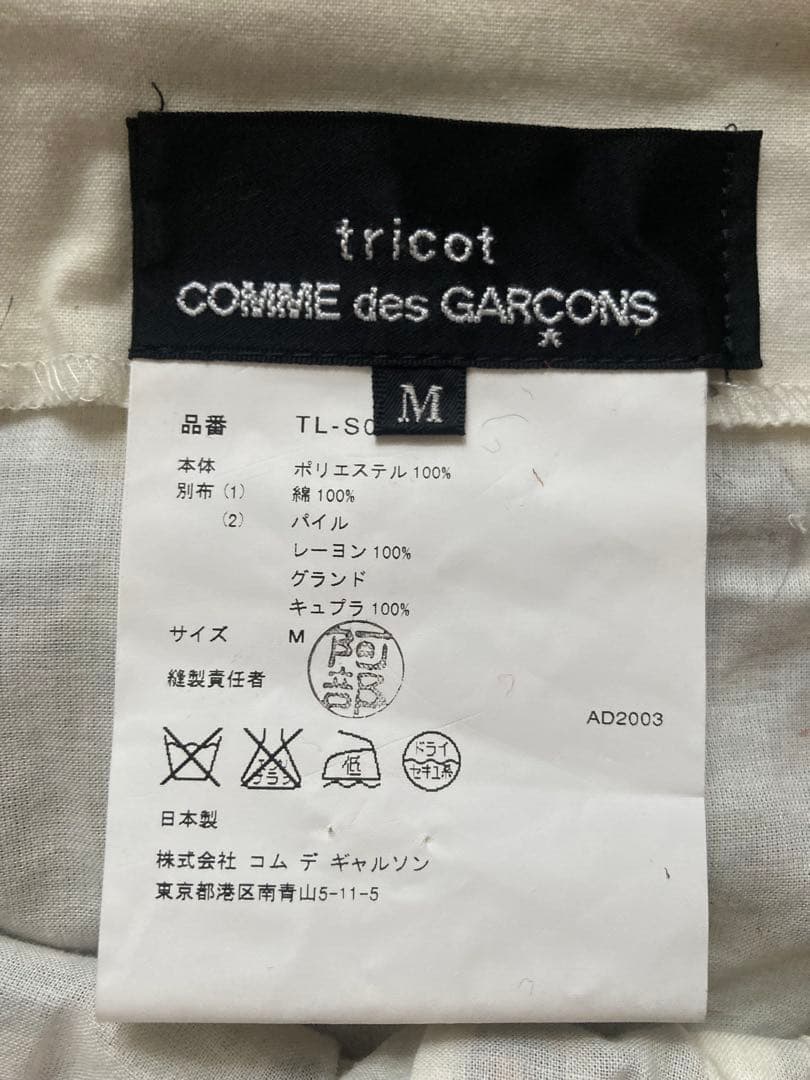 tricot
COMME des GARÇONS
M
品番 TL-S0
本体 ポリエステル 100%
別布 (1) 綿 100%
(2) パイル
レーヨン 100%
グランド
キュプラ 100%
サイズ M
阿部
縫製責任者
AD2003
低
ドライ
セキユ系
日本製
株式会社 コム デ ギャルソン
東京都港区南青山5-11-5